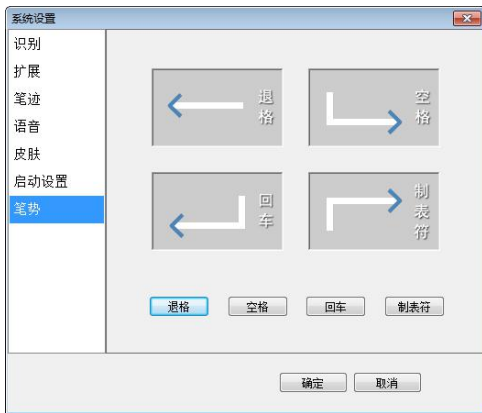 系统设置
识别
扩展
笔迹
语音
皮肤
启动设置
笔势
退格
空格
回车
制表符
退格
空格
回车
制表符
确定
取消